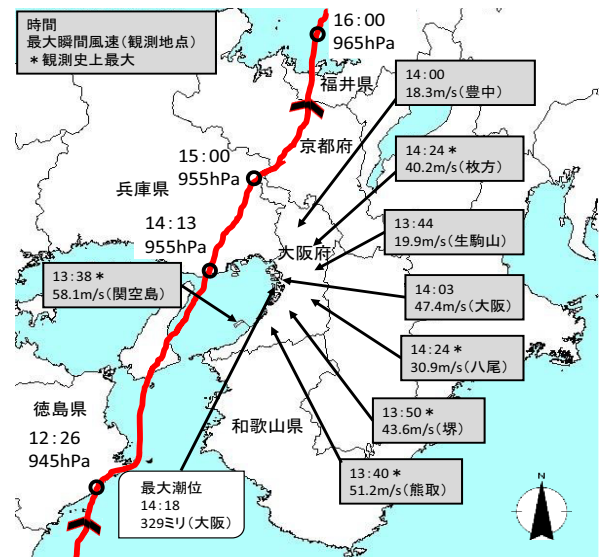 時間
最大瞬間風速(観測地点)
＊観測史上最大
16:00
965hPa
福井県
14:00
18.3m/s(豊中)
京都府
14:24＊
40.2m/s(枚方)
15:00
955hPa
兵庫県
14:13
955hPa
大阪府
13:44
19.9m/s(生駒山)
13:38＊
58.1m/s(関空島)
14:03
47.4m/s(大阪)
14:24＊
30.9m/s(八尾)
徳島県
12:26
945hPa
和歌山県
13:50＊
43.6m/s(堺)
13:40＊
51.2m/s(熊取)
最大潮位
14:18
329ミリ(大阪)
N